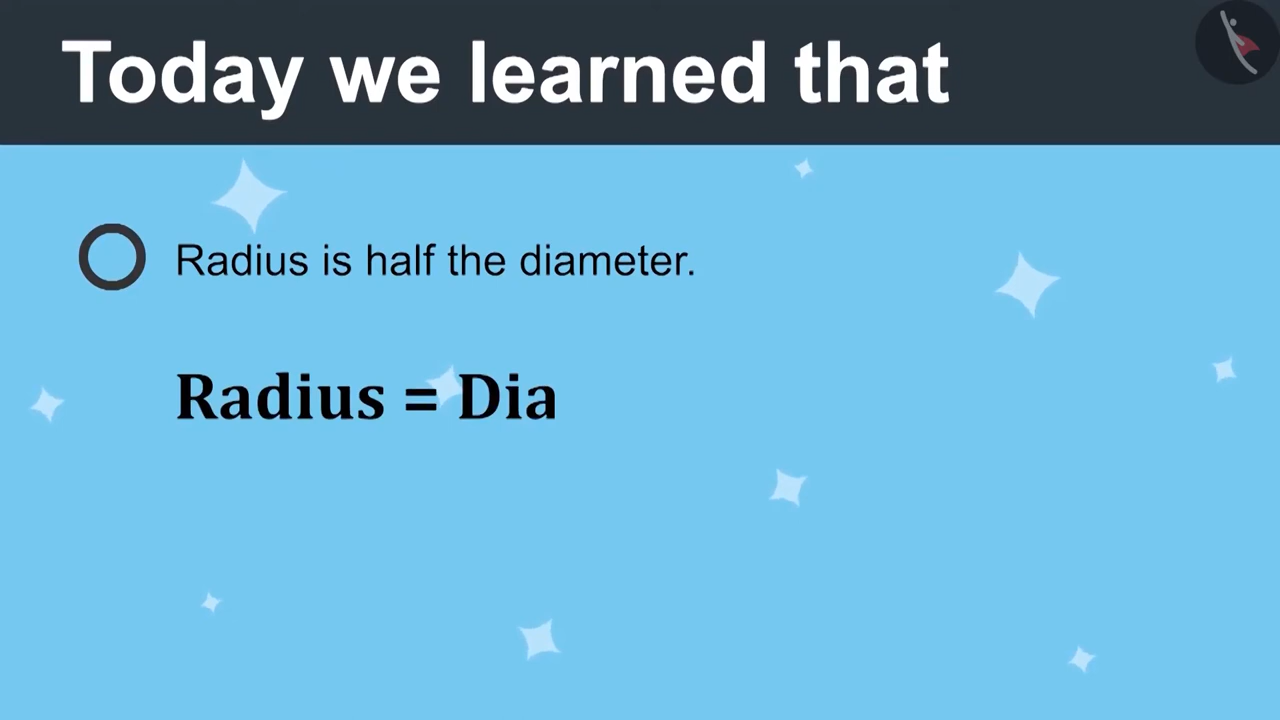 Today we learned that
Radius is half the diameter.
Radius = Dia